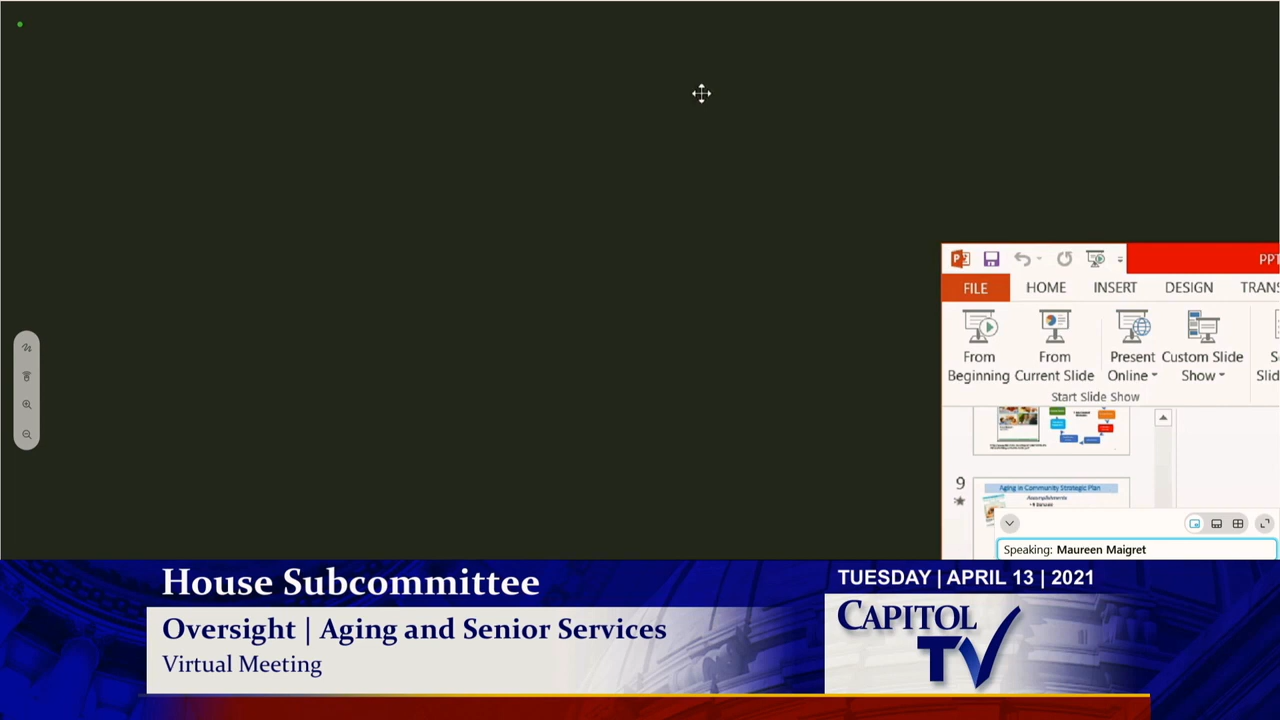 PPT
FILE HOME INSERT DESIGN TRANS
From Beginning
From Current Slide
Present Online
Custom Slide Show
Start Slide Show
9
Aging in Community Strategic Plan
Accomplishments
Speaking: Maureen Maigret
House Subcommittee
Oversight | Aging and Senior Services
Virtual Meeting
TUESDAY | APRIL 13 | 2021
CAPITOL
TV